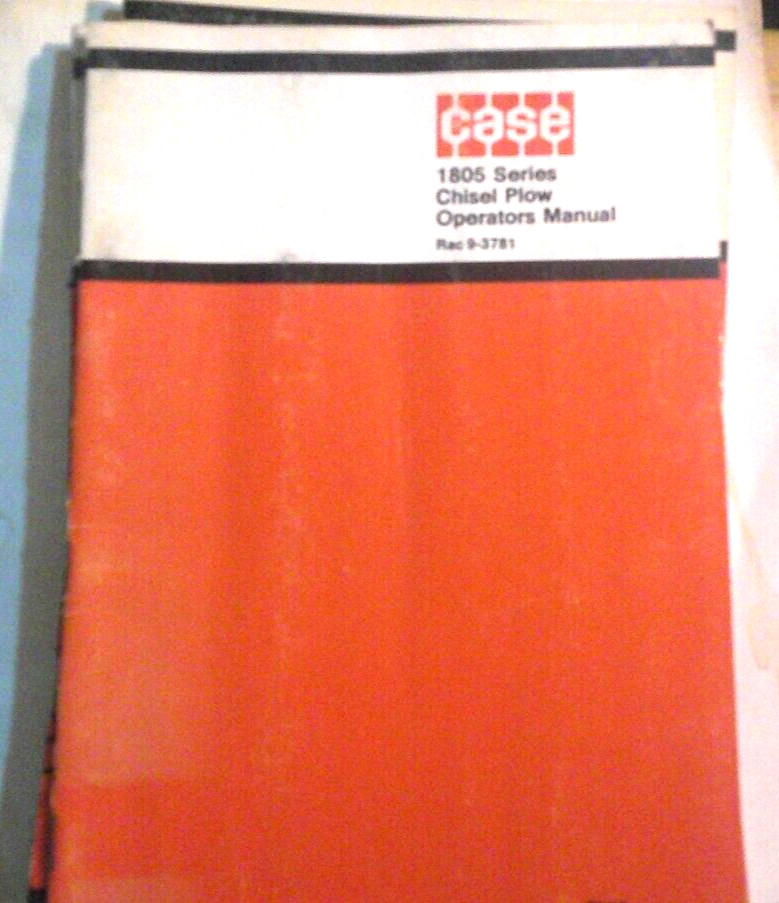 case
1805 Series
Chisel Plow
Operators Manual
Rac 9-3781